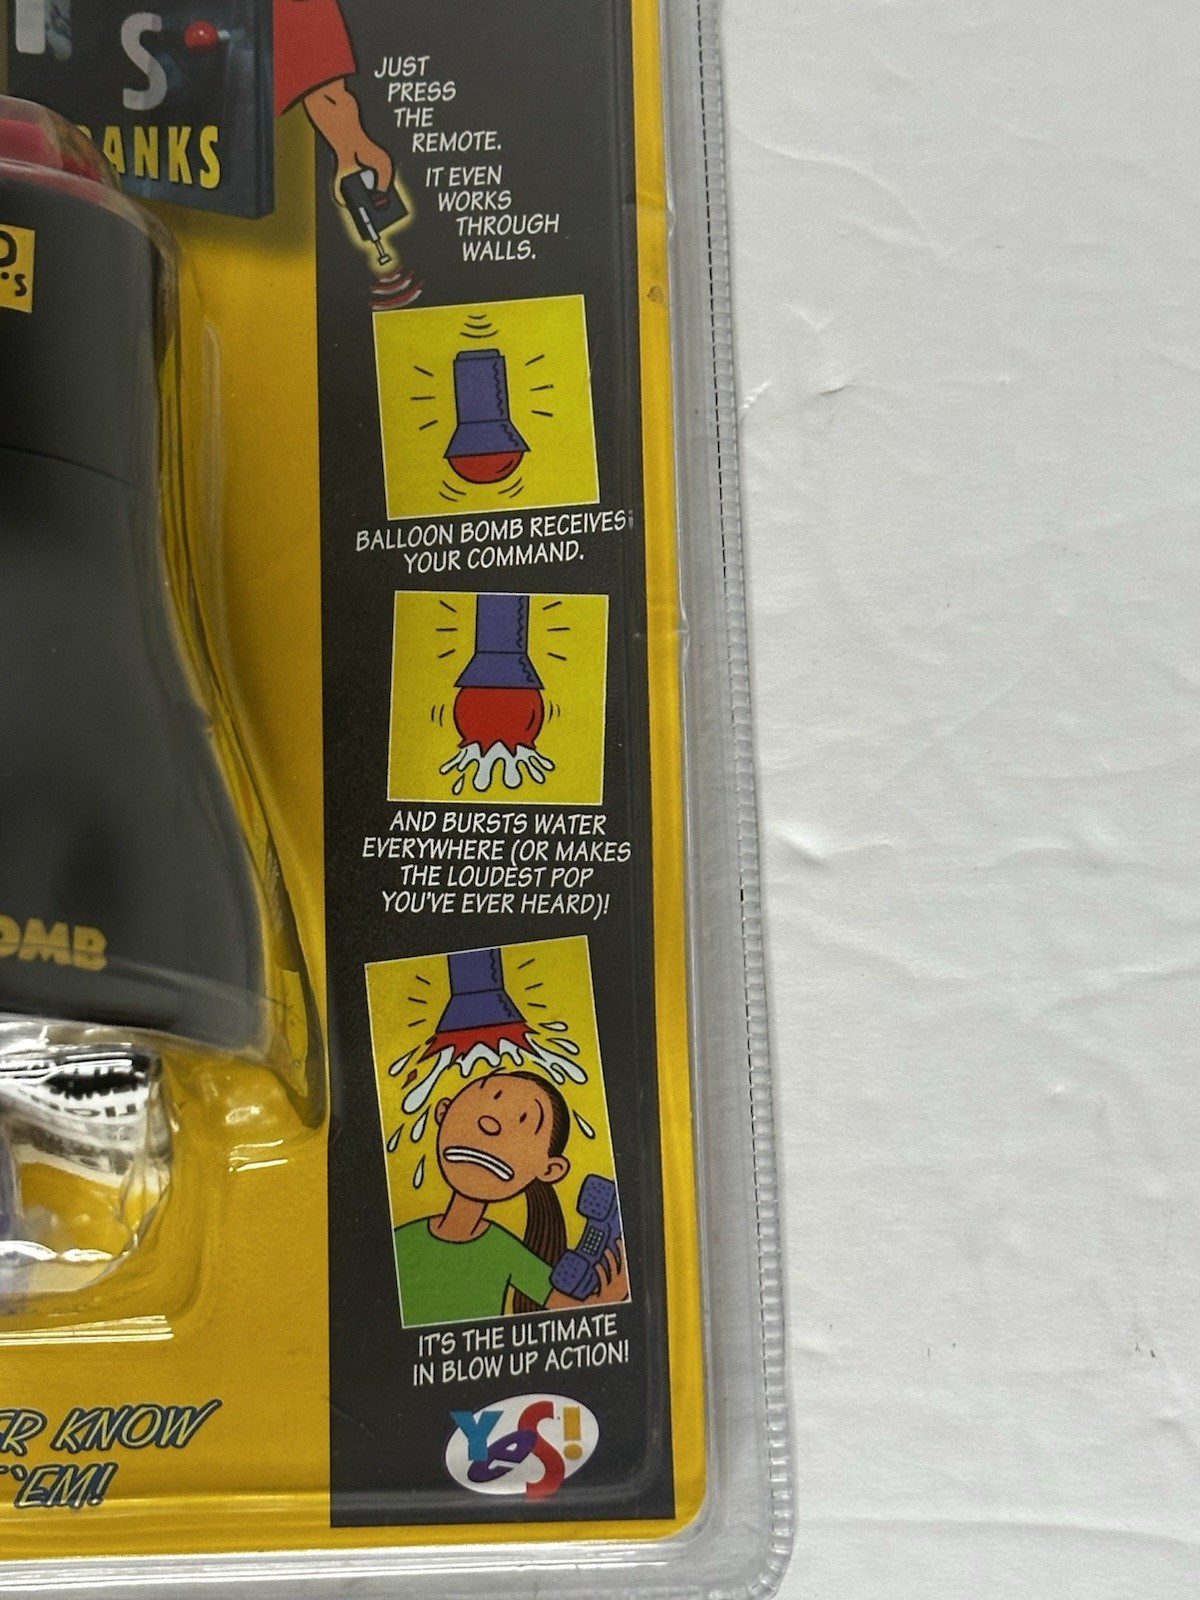 S
ANKS
JUST
PRESS
THE
REMOTE.
IT EVEN
WORKS
THROUGH
WALLS.
BALLOON BOMB RECEIVES
YOUR COMMAND.
AND BURSTS WATER
EVERYWHERE (OR MAKES
THE LOUDEST POP
YOU'VE EVER HEARD)!
OMB
IT'S THE ULTIMATE
IN BLOW UP ACTION!
ER KNOW
'EM!
YES!